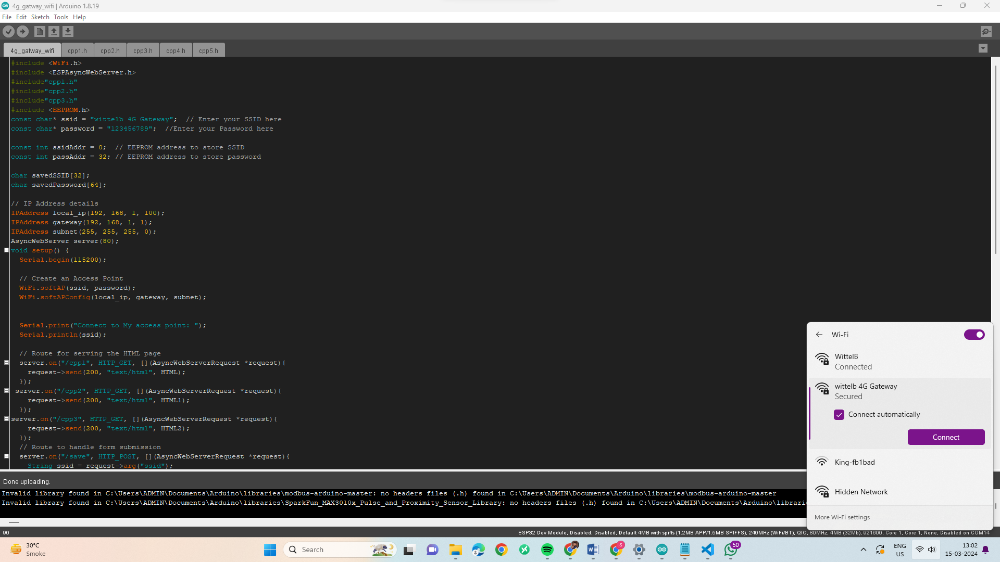 4g_gatway_wifi | Arduino 1.8.19
File Edit Sketch Tools Help
4g_gatway_wifi cpp1.h cpp2.h cpp3.h cpp4.h cpp5.h
#include <WiFi.h>
#include <ESPAsyncWebServer.h>
#include"cpp1.h"
#include"cpp2.h"
#include"cpp3.h"
#include <EEPROM.h>
const char* ssid = "wittelb 4G Gateway";  // Enter your SSID here
const char* password = "123456789";  //Enter your Password here
const int ssidAddr = 0;  // EEPROM address to store SSID
const int passAddr = 32; // EEPROM address to store password
char savedSSID[32];
char savedPassword[64];
// IP Address details
IPAddress local_ip(192, 168, 1, 100);
IPAddress gateway(192, 168, 1, 1);
IPAddress subnet(255, 255, 255, 0);
AsyncWebServer server(80);
void setup() {
  Serial.begin(115200);
  // Create an Access Point
  WiFi.softAP(ssid, password);
  WiFi.softAPConfig(local_ip, gateway, subnet);
  Serial.print("Connect to My access point: ");
  Serial.println(ssid);
  // Route for serving the HTML page
  server.on("/cpp1", HTTP_GET, [](AsyncWebServerRequest *request){
    request->send(200, "text/html", HTML);
  });
 server.on("/cpp2", HTTP_GET, [](AsyncWebServerRequest *request){
    request->send(200, "text/html", HTML1);
  });
server.on("/cpp3", HTTP_GET, [](AsyncWebServerRequest *request){
    request->send(200, "text/html", HTML2);
  });
  // Route to handle form submission
  server.on("/save", HTTP_POST, [](AsyncWebServerRequest *request){
    String ssid = request->arg("ssid");
Done uploading.
Invalid library found in C:\Users\ADMIN\Documents\Arduino\libraries\modbus-arduino-master: no headers files (.h) found in C:\Users\ADMIN\Documents\Arduino\libraries\modbus-arduino-master
Invalid library found in C:\Users\ADMIN\Documents\Arduino\libraries\SparkFun_MAX3010x_Pulse_and_Proximity_Sensor_Library: no headers files (.h) found in C:\Users\ADMIN\Documents\Arduino\librari
Wi-Fi
WittelB
Connected
wittelb 4G Gateway
Secured
Connect automatically
Connect
King-fb1bad
Hidden Network
More Wi-Fi settings
90
ESP32 Dev Module, Disabled, Disabled, Default 4MB with spiffs (1.2MB APP/1.5MB SPIFFS), 240MHz (WiFi/BT), QIO, 80MHz, 4MB (32Mb), 921600, Core 1, Core 1, None, Disabled on COM14
30°C
Smoke
Search
S
50
ENG
US
13:02
15-03-2024